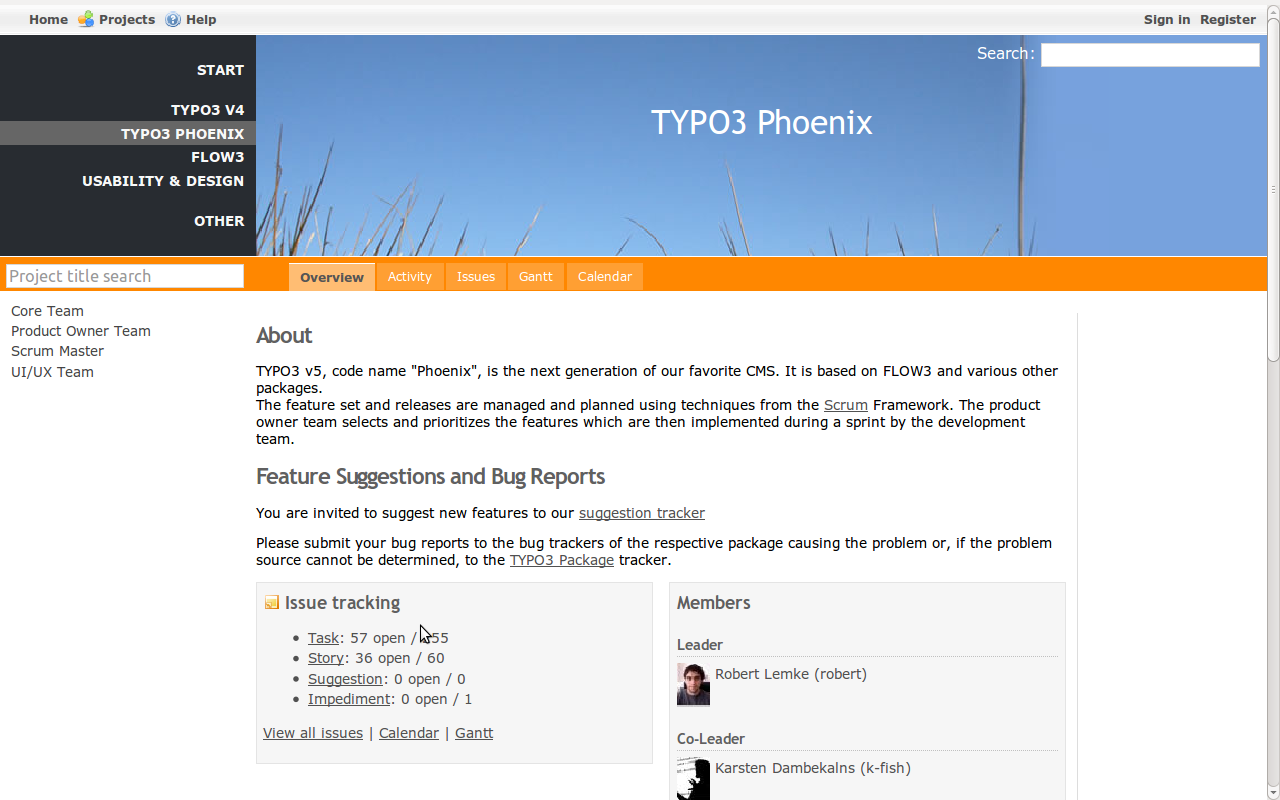 Home Projects Help Sign in Register
START
TYPO3 V4
TYPO3 PHOENIX
FLOW3
USABILITY & DESIGN
OTHER
Search:
TYPO3 Phoenix
Project title search
Overview Activity Issues Gantt Calendar
Core Team
Product Owner Team
Scrum Master
UI/UX Team
About
TYPO3 v5, code name "Phoenix", is the next generation of our favorite CMS. It is based on FLOW3 and various other
packages.
The feature set and releases are managed and planned using techniques from the Scrum Framework. The product
owner team selects and prioritizes the features which are then implemented during a sprint by the development
team.
Feature Suggestions and Bug Reports
You are invited to suggest new features to our suggestion tracker
Please submit your bug reports to the bug trackers of the respective package causing the problem or, if the problem
source cannot be determined, to the TYPO3 Package tracker.
Issue tracking
Task: 57 open /
Story: 36 open / 60
Suggestion: 0 open / 0
Impediment: 0 open / 1
View all issues | Calendar | Gantt
Members
Leader
Robert Lemke (robert)
Co-Leader
Karsten Dambekalns (k-fish)